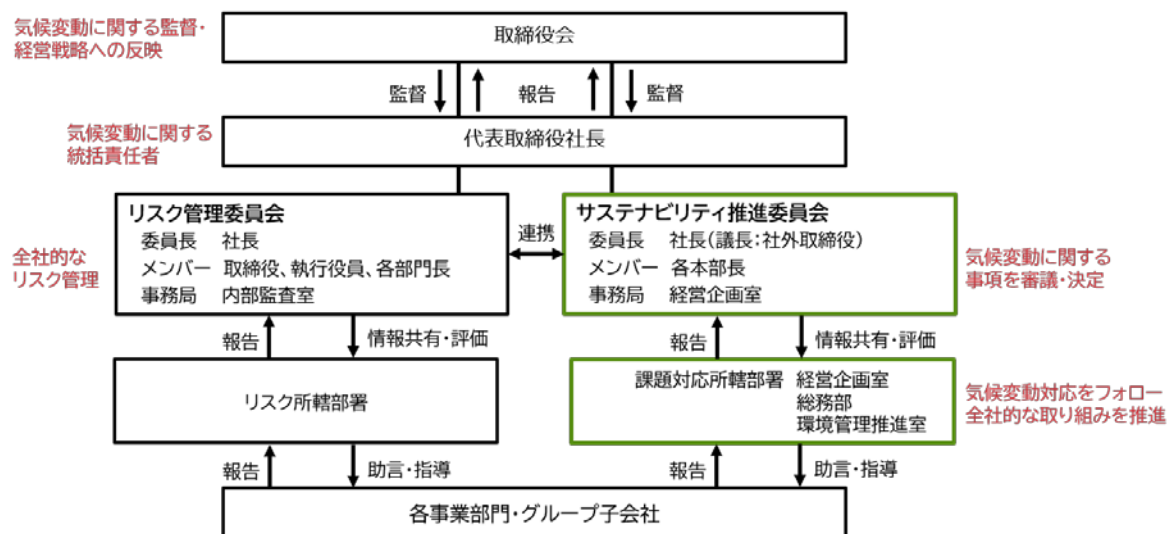 気候変動に関する監督・
経営戦略への反映
取締役会
監督
報告
監督
気候変動に関する
統括責任者
代表取締役社長
全社的な
リスク管理
リスク管理委員会
委員長 社長
メンバー 取締役、執行役員、各部門長
事務局 内部監査室
連携
サステナビリティ推進委員会
委員長 社長(議長:社外取締役)
メンバー 各本部長
事務局 経営企画室
気候変動に関する
事項を審議・決定
報告
情報共有・評価
報告
情報共有・評価
リスク所轄部署
課題対応所轄部署 経営企画室
総務部
環境管理推進室
気候変動対応をフォロー
全社的な取り組みを推進
報告
助言・指導
報告
助言・指導
各事業部門・グループ子会社